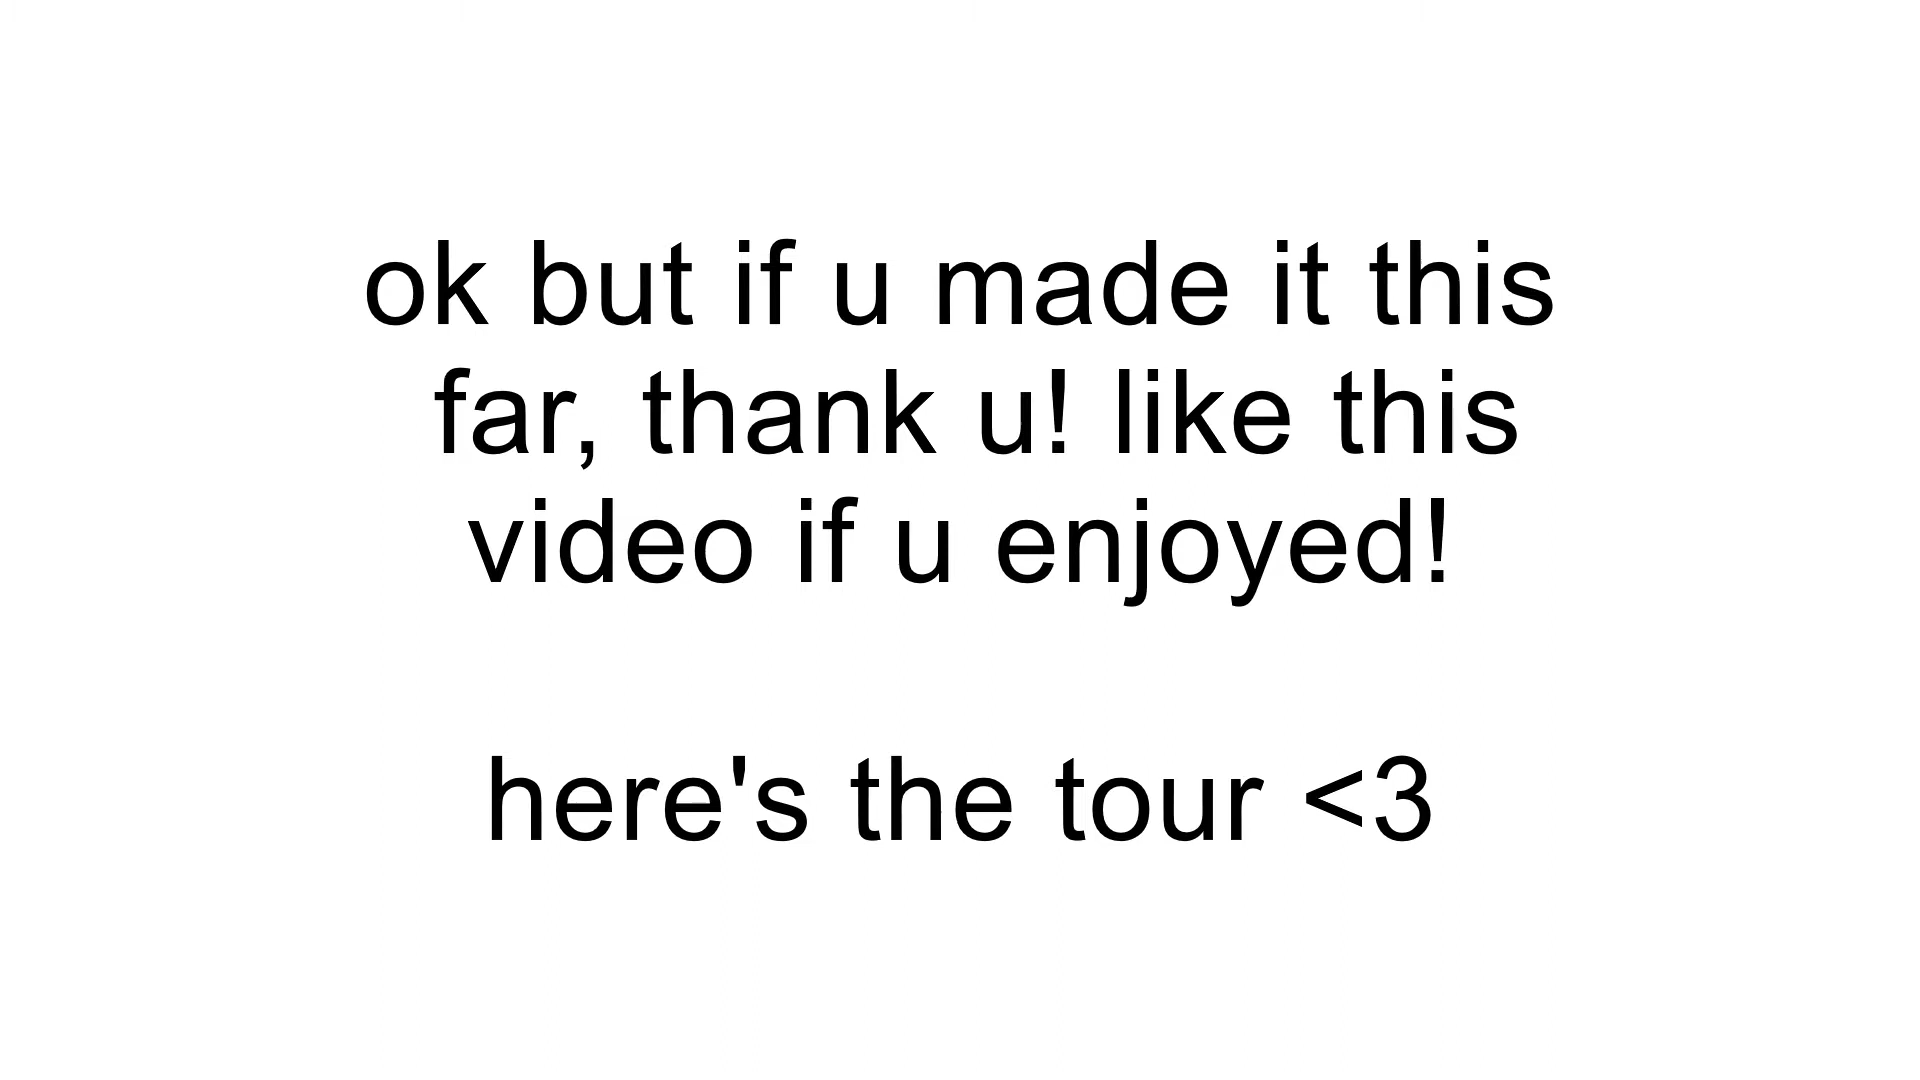 ok but if u made it this
far, thank u! like this
video if u enjoyed!
here's the tour <3